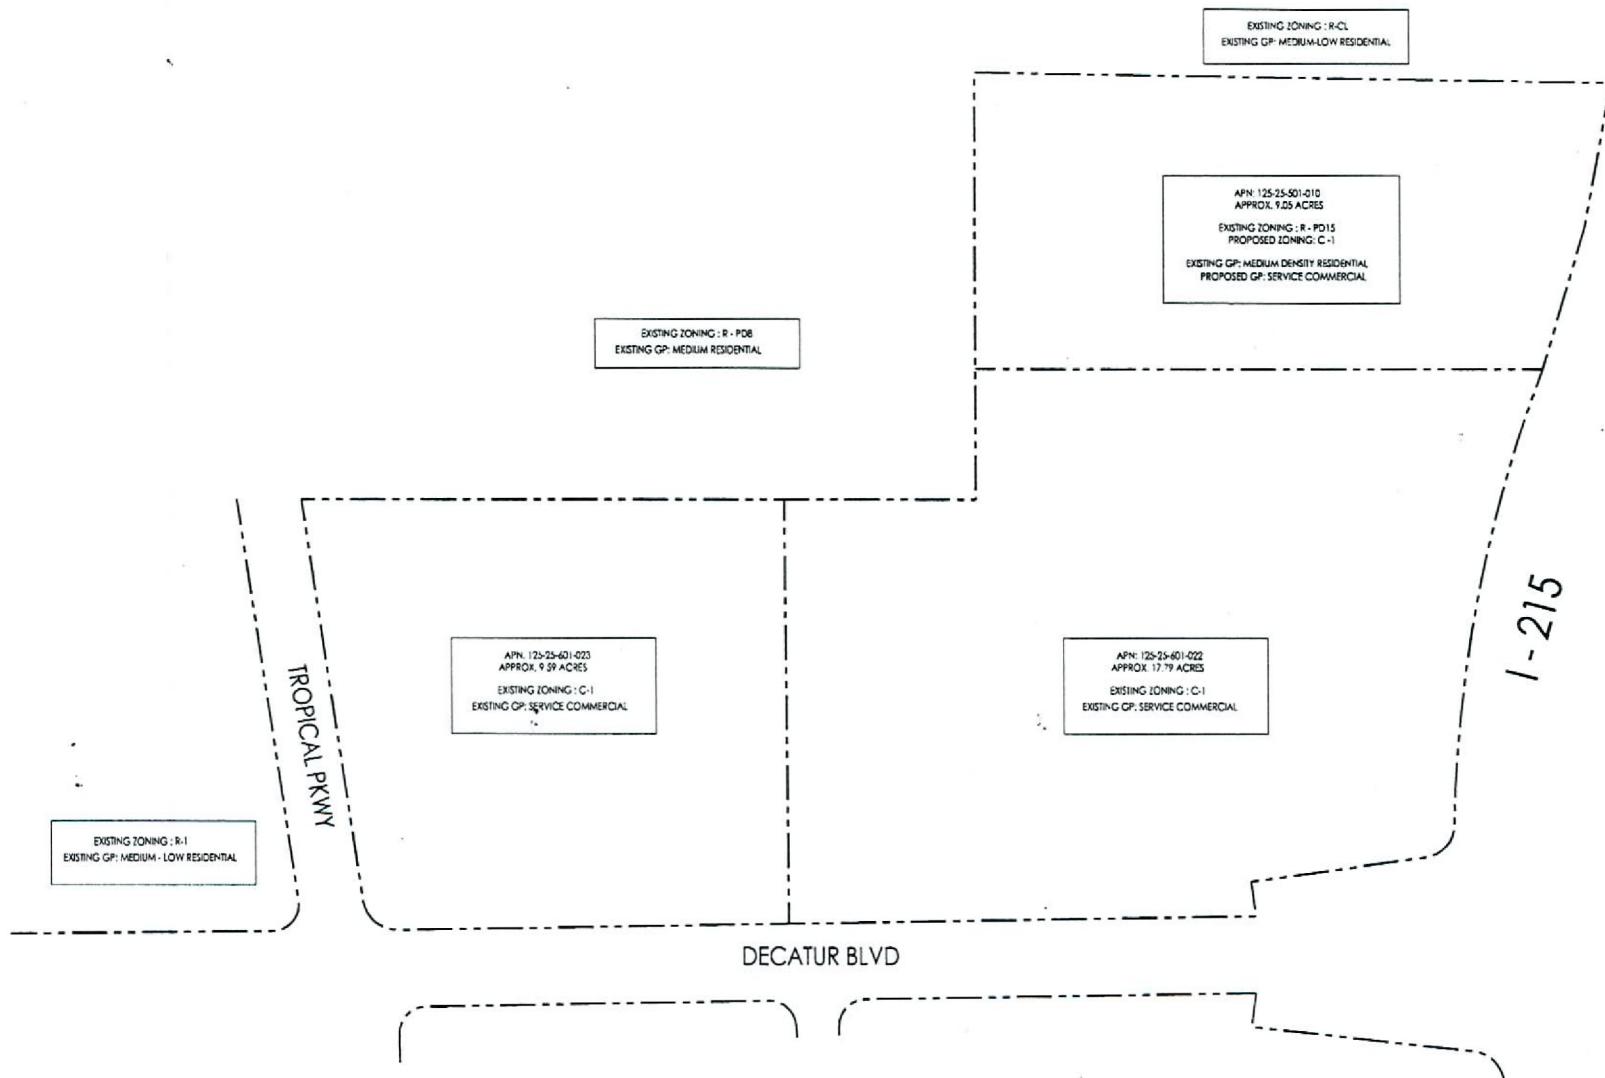 EXISTING ZONING : R-CL
EXISTING GP: MEDIUM-LOW RESIDENTIAL
APN: 125-25-501-010
APPROX. 9.05 ACRES
EXISTING ZONING : R - PD15
PROPOSED ZONING: C -1
EXISTING GP: MEDIUM DENSITY RESIDENTIAL
PROPOSED GP: SERVICE COMMERCIAL
EXISTING ZONING : R - PD8
EXISTING GP: MEDIUM RESIDENTIAL
I - 215
APN: 125-25-601-023
APPROX. 9.59 ACRES
EXISTING ZONING : C-1
EXISTING GP: SERVICE COMMERCIAL
APN: 125-25-601-022
APPROX. 17.79 ACRES
EXISTING ZONING : C-1
EXISTING GP: SERVICE COMMERCIAL
TROPICAL PKWY
EXISTING ZONING : R-1
EXISTING GP: MEDIUM - LOW RESIDENTIAL
DECATUR BLVD